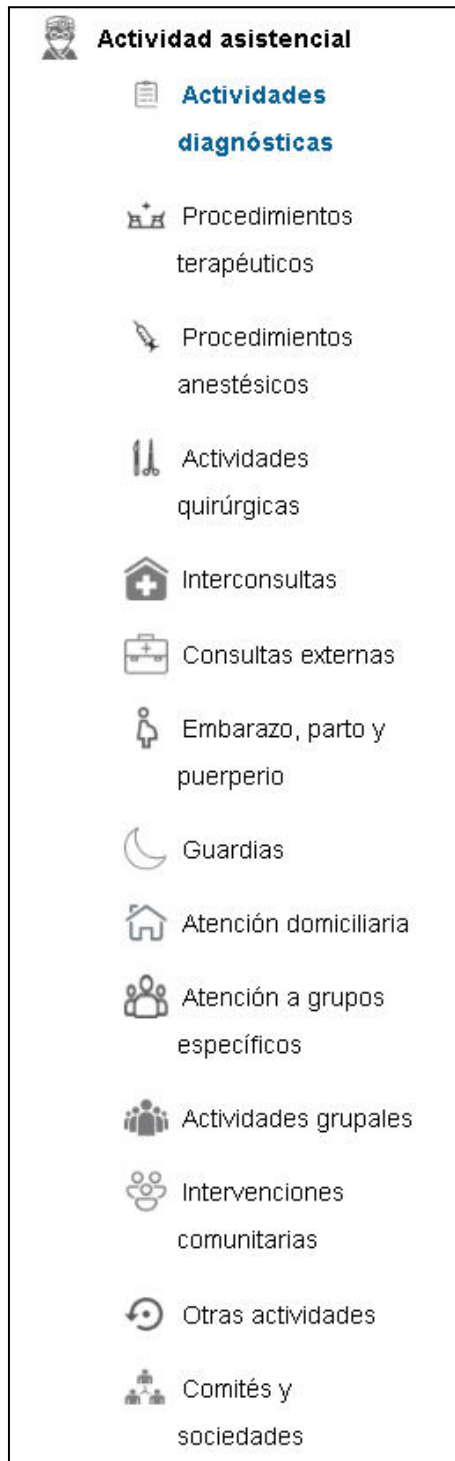 Actividad asistencial
Actividades
diagnósticas
Procedimientos
terapéuticos
Procedimientos
anestésicos
Actividades
quirúrgicas
Interconsultas
Consultas externas
Embarazo, parto y
puerperio
Guardias
Atención domiciliaria
Atención a grupos
específicos
Actividades grupales
Intervenciones
comunitarias
Otras actividades
Comités y
sociedades